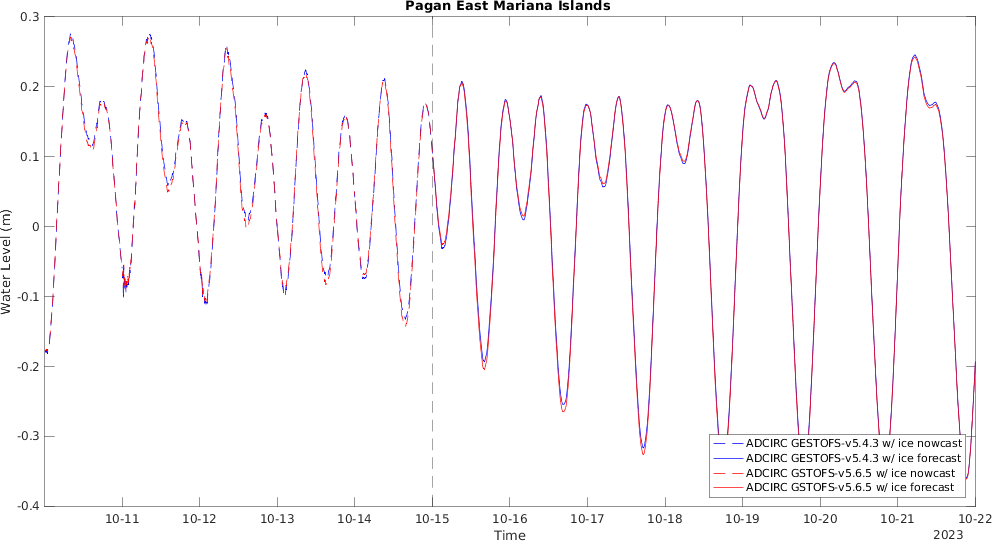 Pagan East Mariana Islands
0.3
0.2
0.1
0
-0.1
-0.2
-0.3
-0.4
Water Level (m)
ADCIRC GESTOFS-v5.4.3 w/ ice nowcast
ADCIRC GESTOFS-v5.4.3 w/ ice forecast
ADCIRC GSTOFS-v5.6.5 w/ ice nowcast
ADCIRC GSTOFS-v5.6.5 w/ ice forecast
10-11 10-12 10-13 10-14 10-15 10-16 10-17 10-18 10-19 10-20 10-21 10-22
Time
2023